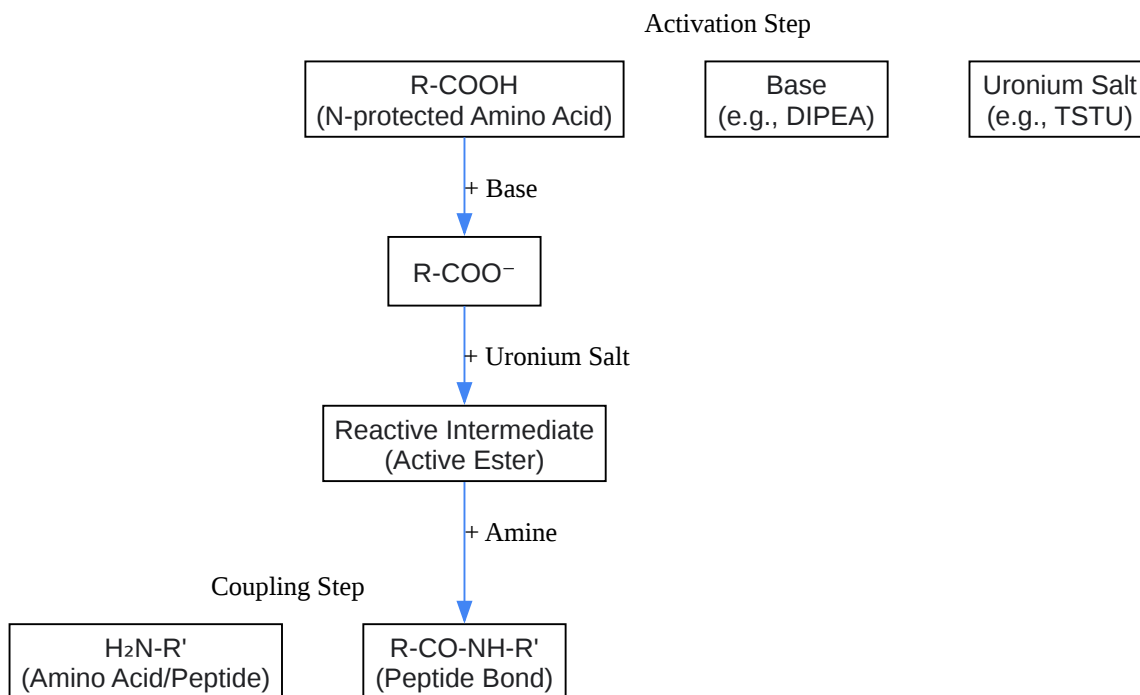 Activation Step
R-COOH
(N-protected Amino Acid)
Base
(e.g., DIPEA)
Uronium Salt
(e.g., TSTU)
+ Base
R-COO⁻
+ Uronium Salt
Reactive Intermediate
(Active Ester)
+ Amine
Coupling Step
H₂N-R'
(Amino Acid/Peptide)
R-CO-NH-R'
(Peptide Bond)